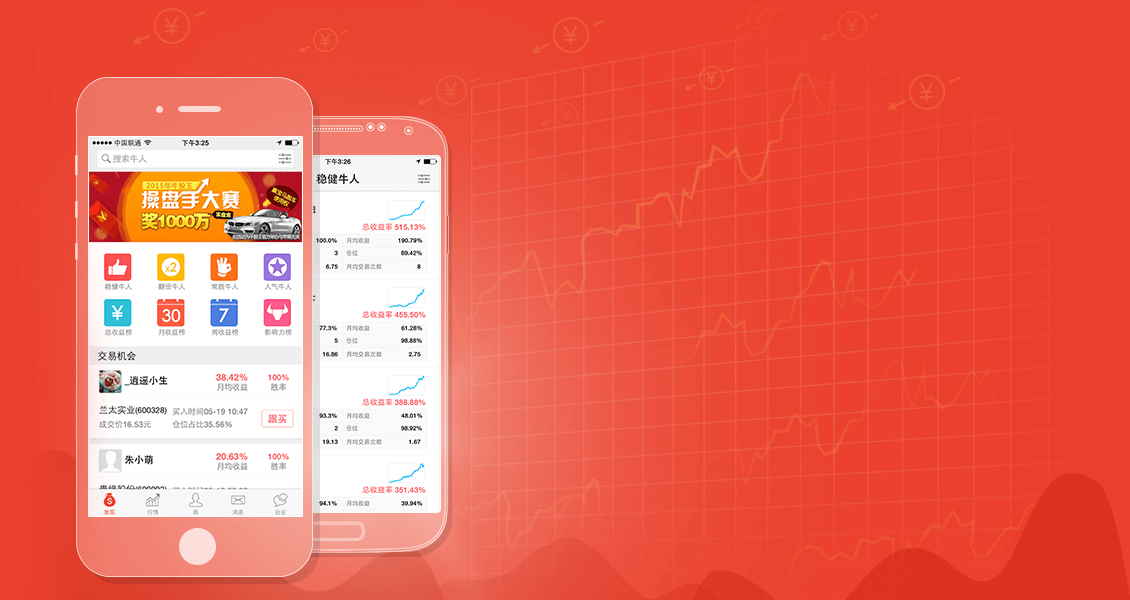 中国联通
下午3:25
搜索牛人
2015年牛股王
操盘手大赛
奖1000万
实盘赛
赢宝马跑车
使用权
稳健牛人
翻倍牛人
常胜牛人
人气牛人
x2
¥
30
7
总收益榜
月收益榜
周收益榜
影响力榜
交易机会
_逍遥小生
38.42%
100%
月均收益
胜率
兰太实业(600328)
买入时间05-19 10:47
成交价16.53元
仓位占比35.56%
跟买
朱小萌
20.63%
100%
月均收益
胜率
发现
行情
我
消息
社区
下午3:26
稳健牛人
总收益率 515.13%
100.0%
月均收益
190.79%
3
仓位
89.42%
6.75
月均交易次数
8
总收益率 455.50%
77.3%
月均收益
61.28%
5
仓位
98.88%
16.86
月均交易次数
2.75
总收益率 388.88%
93.3%
月均收益
48.01%
2
仓位
98.92%
19.13
月均交易次数
1.67
总收益率 351.43%
94.1%
月均收益
39.94%